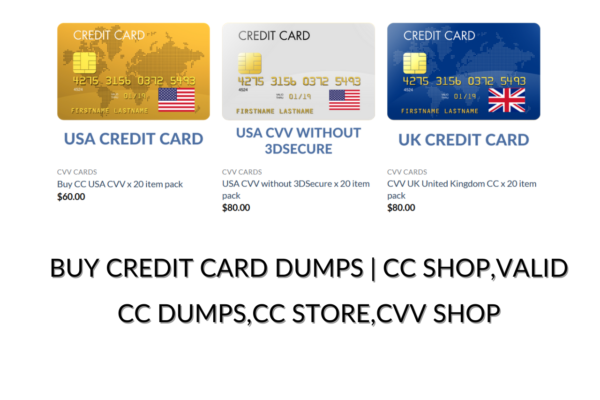 CREDIT CARD
4275 3156 0372 5493
01/19
FIRSTNAME LASTNAME
USA CREDIT CARD
CVV CARDS
Buy CC USA CVV x 20 item pack
$60.00
CREDIT CARD
4275 3156 0372 5493
01/19
FIRSTNAME LASTNAME
USA CVV WITHOUT
3DSECURE
CVV CARDS
USA CVV without 3DSecure x 20 item
pack
$80.00
CREDIT CARD
4275 3156 0372 5493
01/19
FIRSTNAME LASTNAME
UK CREDIT CARD
CVV CARDS
CVV UK United Kingdom CC x 20 item
pack
$80.00
BUY CREDIT CARD DUMPS | CC SHOP,VALID
CC DUMPS,CC STORE,CVV SHOP